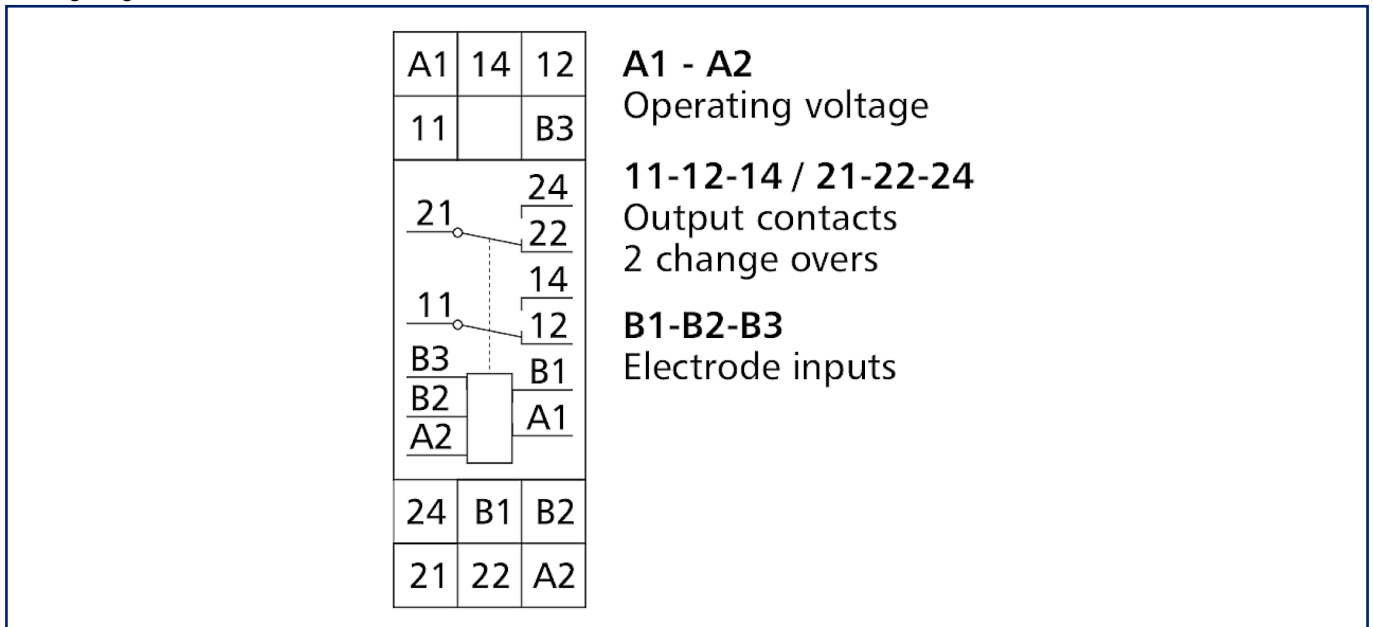 A1 14 12
11 B3
24
21
22
14
11
12
B3
B1
B2
A1
A2
24 B1 B2
21 22 A2
A1 - A2
Operating voltage
11-12-14 / 21-22-24
Output contacts
2 change overs
B1-B2-B3
Electrode inputs